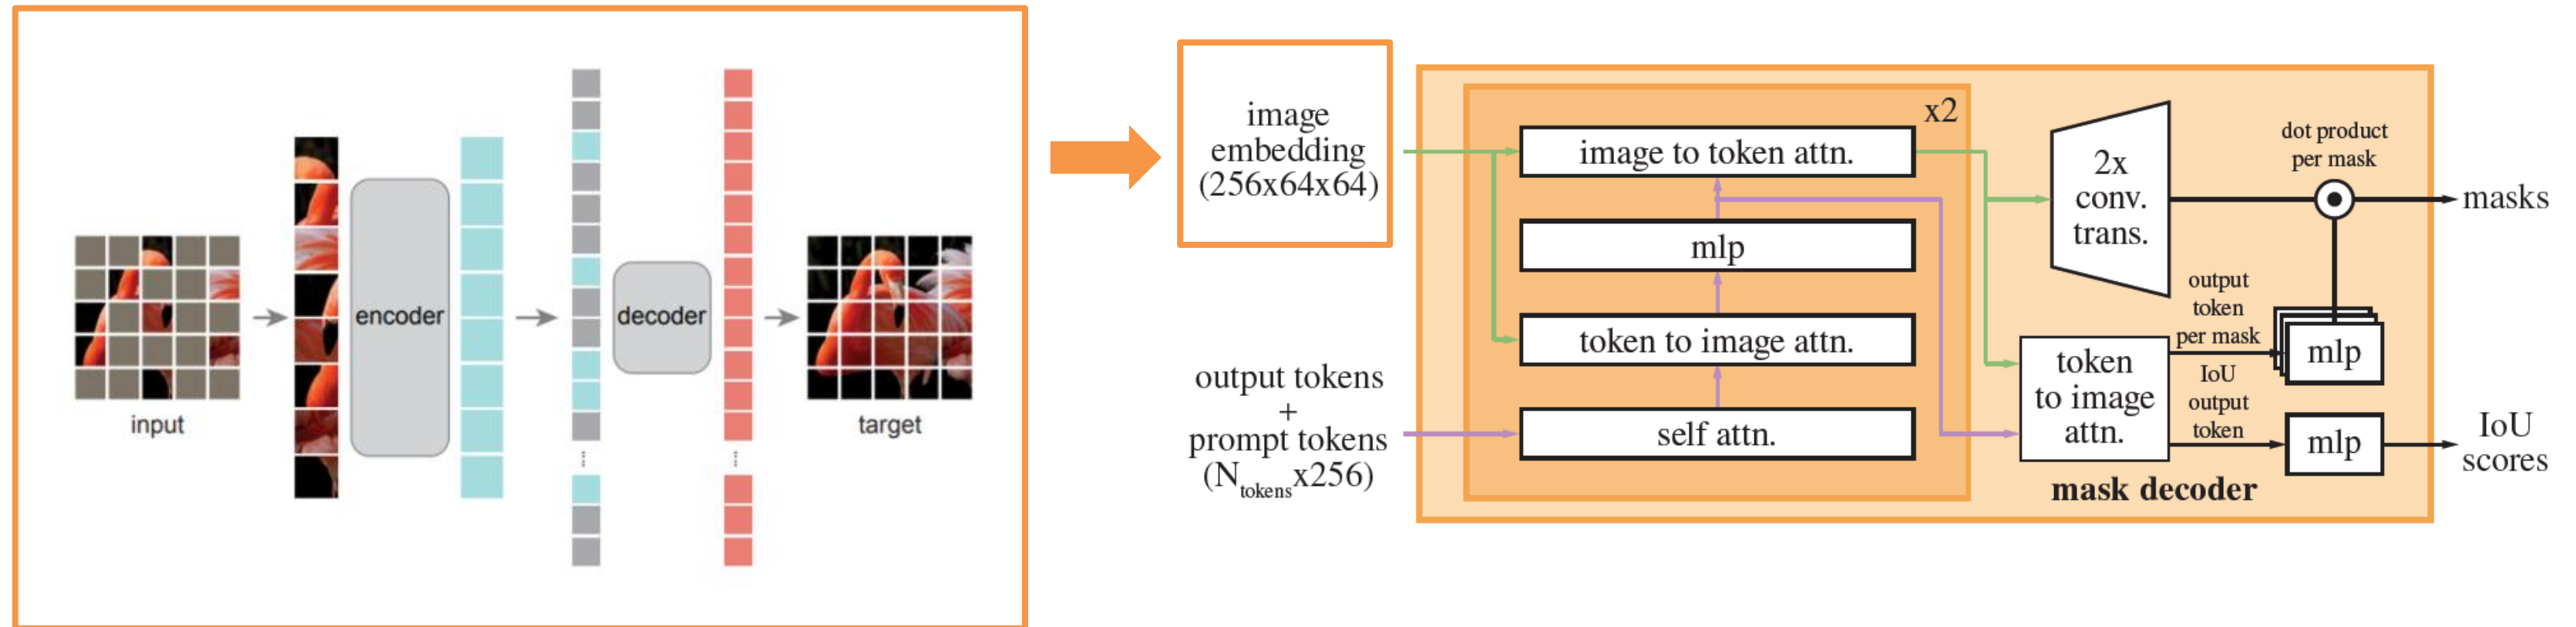 input
encoder
decoder
target
image
embedding
(256x64x64)
output tokens
+
prompt tokens
(N_tokens x256)
x2
image to token attn.
mlp
token to image attn.
self attn.
2x
conv.
trans.
dot product
per mask
masks
output
token
per mask
mlp
token
to image
attn.
IoU
output
token
mlp
IoU
scores
mask decoder